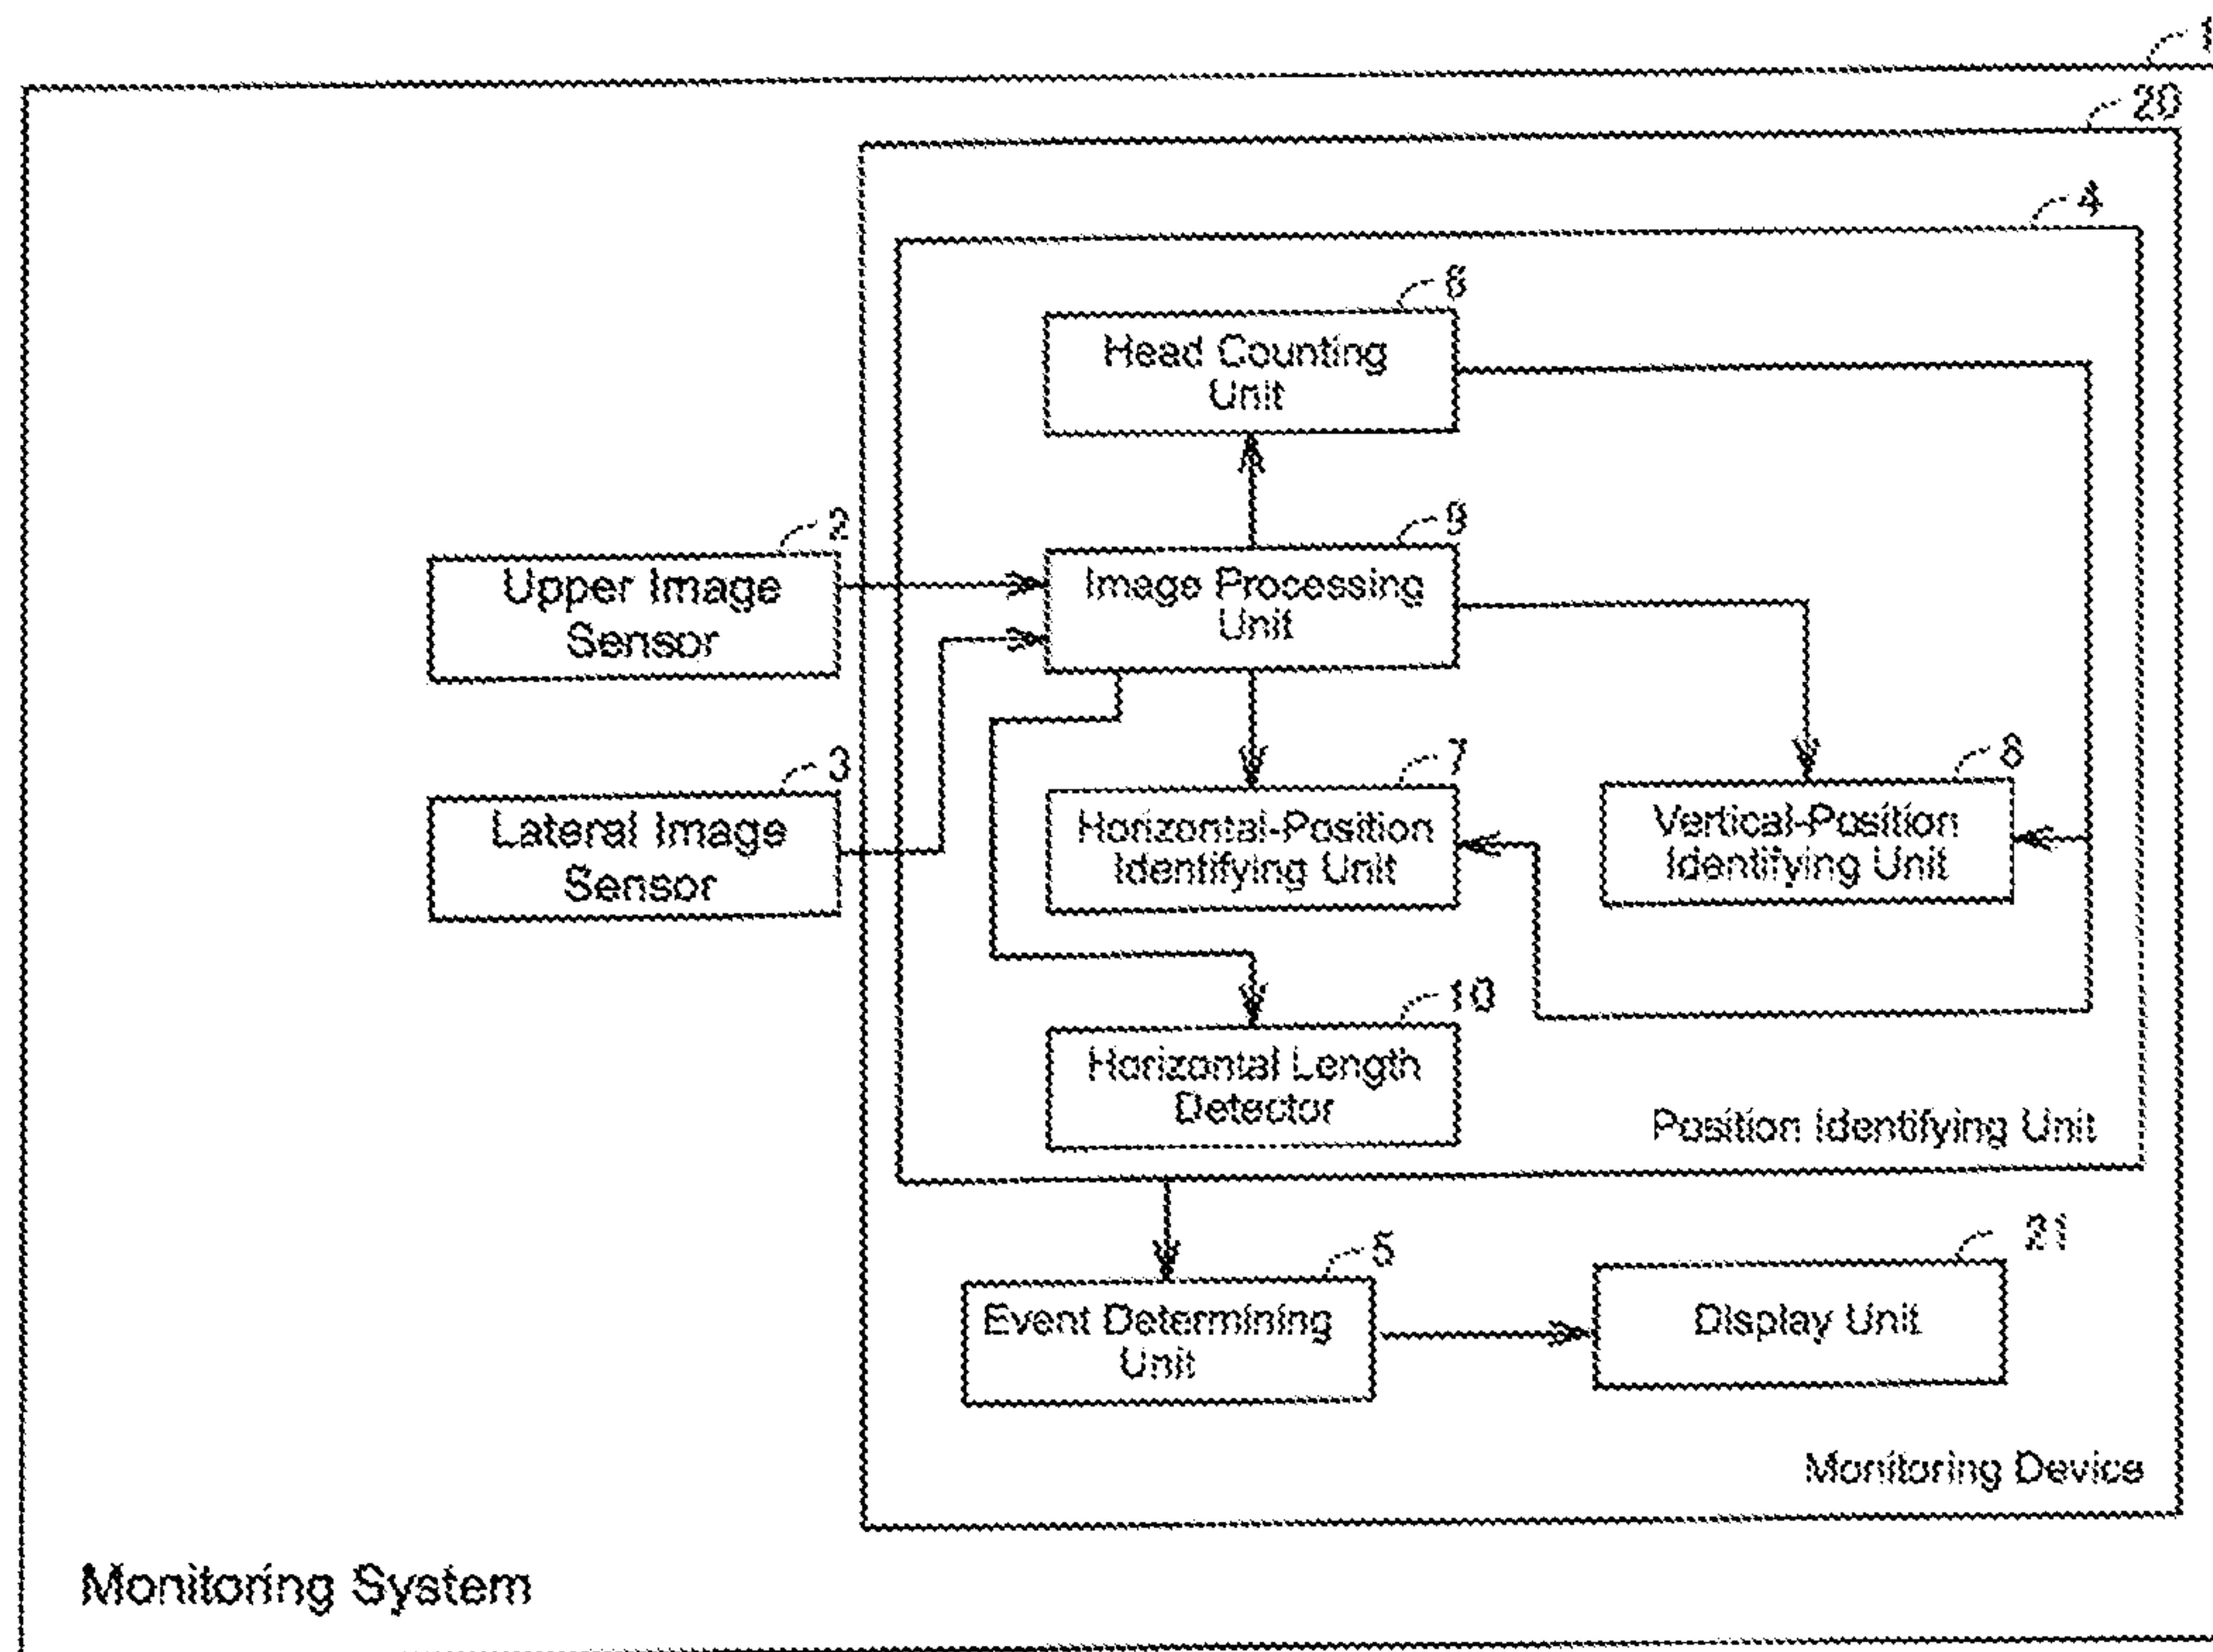 1
20
4
6
Head Counting
Unit
2
9
Upper Image
Sensor
Image Processing
Unit
3
7
8
Lateral Image
Sensor
Horizontal-Position
Identifying Unit
Vertical-Position
Identifying Unit
10
Horizontal Length
Detector
Position Identifying Unit
5
21
Event Determining
Unit
Display Unit
Monitoring Device
Monitoring System